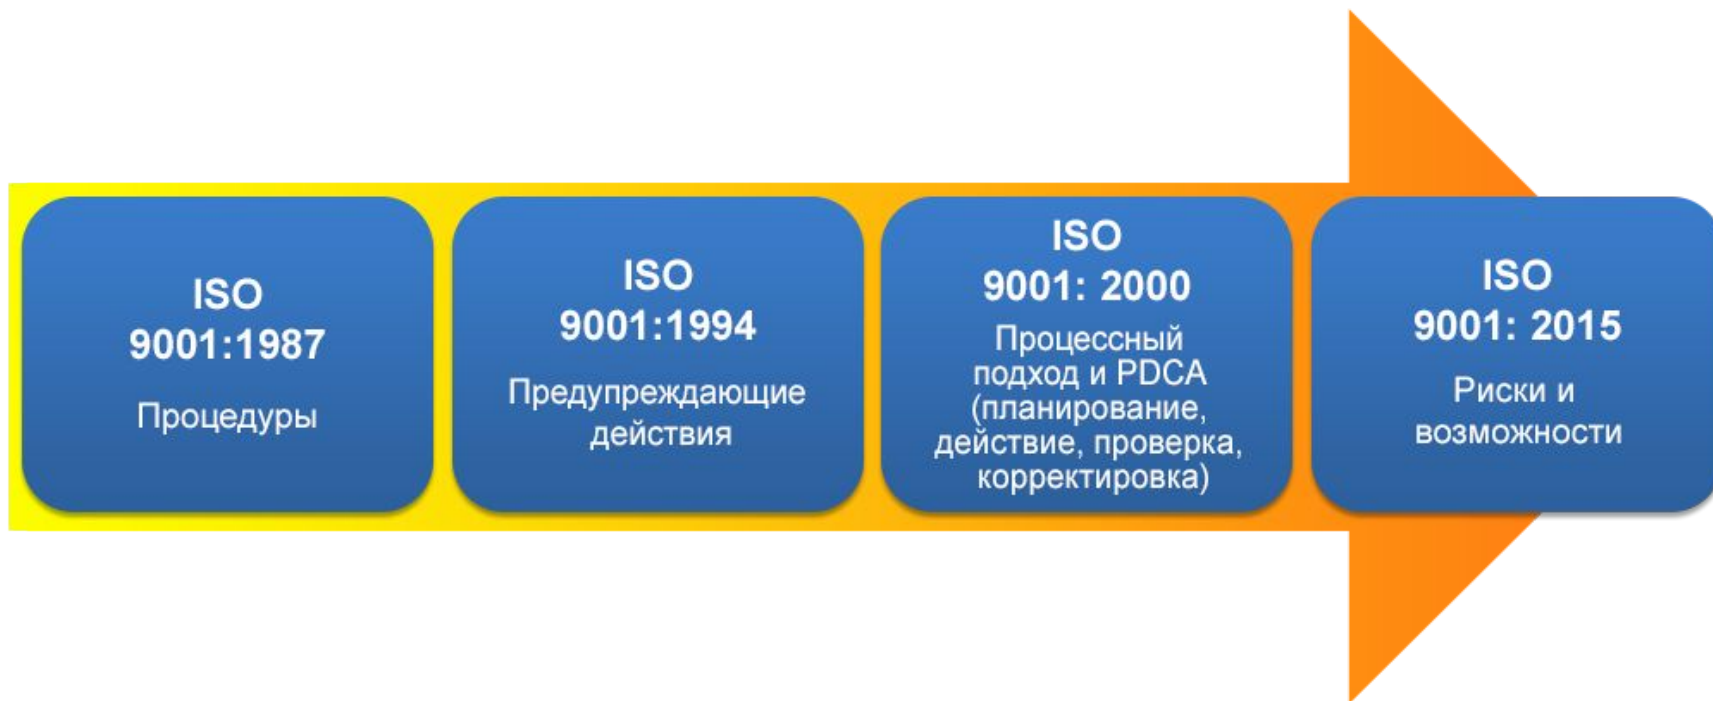 ISO
9001:1987
Процедуры
ISO
9001:1994
Предупреждающие
действия
ISO
9001: 2000
Процессный
подход и PDCA
(планирование,
действие, проверка,
корректировка)
ISO
9001: 2015
Риски и
возможности